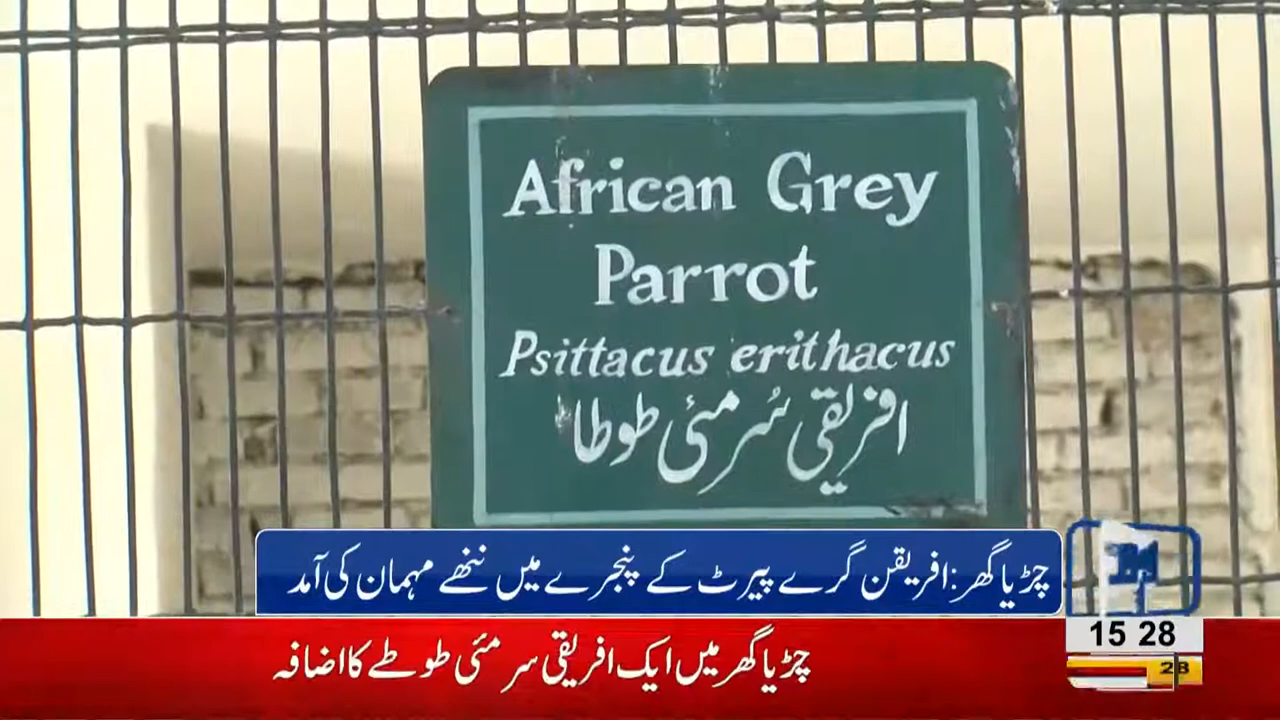 African Grey
Parrot
Psittacus erithacus
افریقی سُرمئی طوطا
چڑیا گھر: افریقن گرے پیرٹ کے پنجرے میں ننھے مہمان کی آمد
15 28
28
چڑیا گھر میں ایک افریقی سرمئی طوطے کا اضافہ